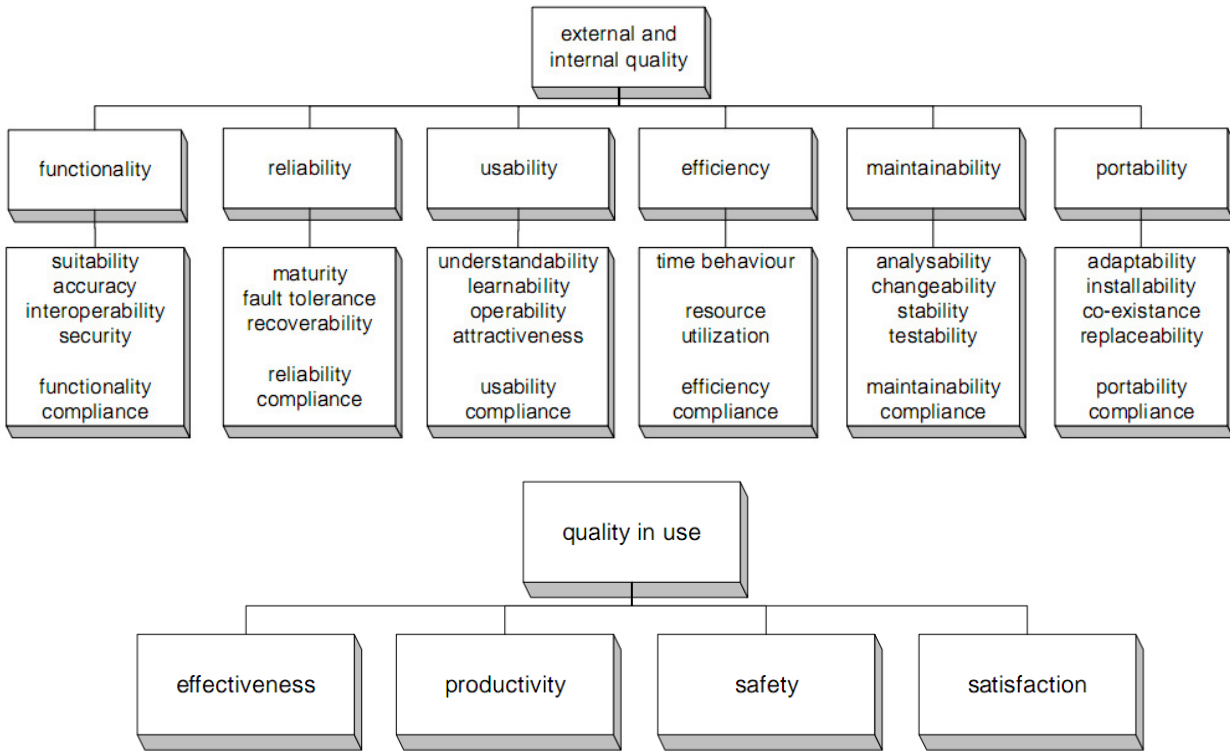 external and
internal quality
functionality
reliability
usability
efficiency
maintainability
portability
suitability
accuracy
interoperability
security
functionality
compliance
maturity
fault tolerance
recoverability
reliability
compliance
understandability
learnability
operability
attractiveness
usability
compliance
time behaviour
resource
utilization
efficiency
compliance
analysability
changeability
stability
testability
maintainability
compliance
adaptability
installability
co-existance
replaceability
portability
compliance
quality in use
effectiveness
productivity
safety
satisfaction